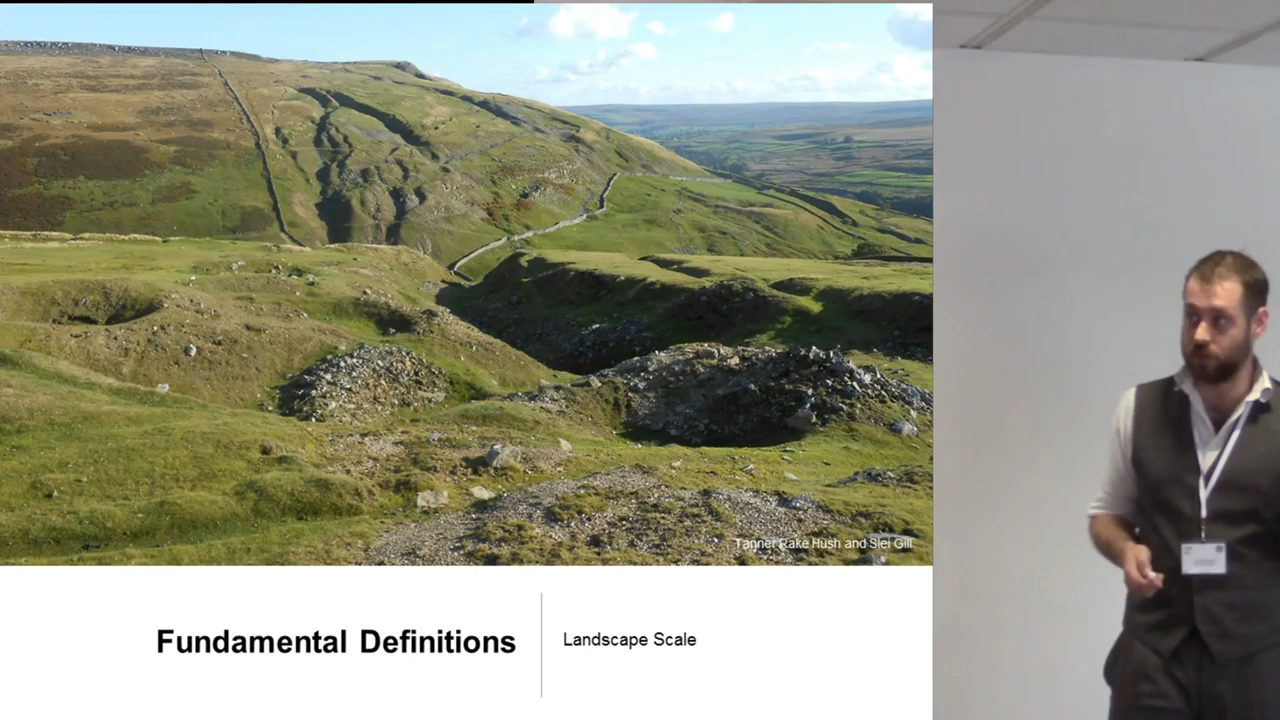 Tanner Rake Hush and Slei Gill
Fundamental Definitions
Landscape Scale